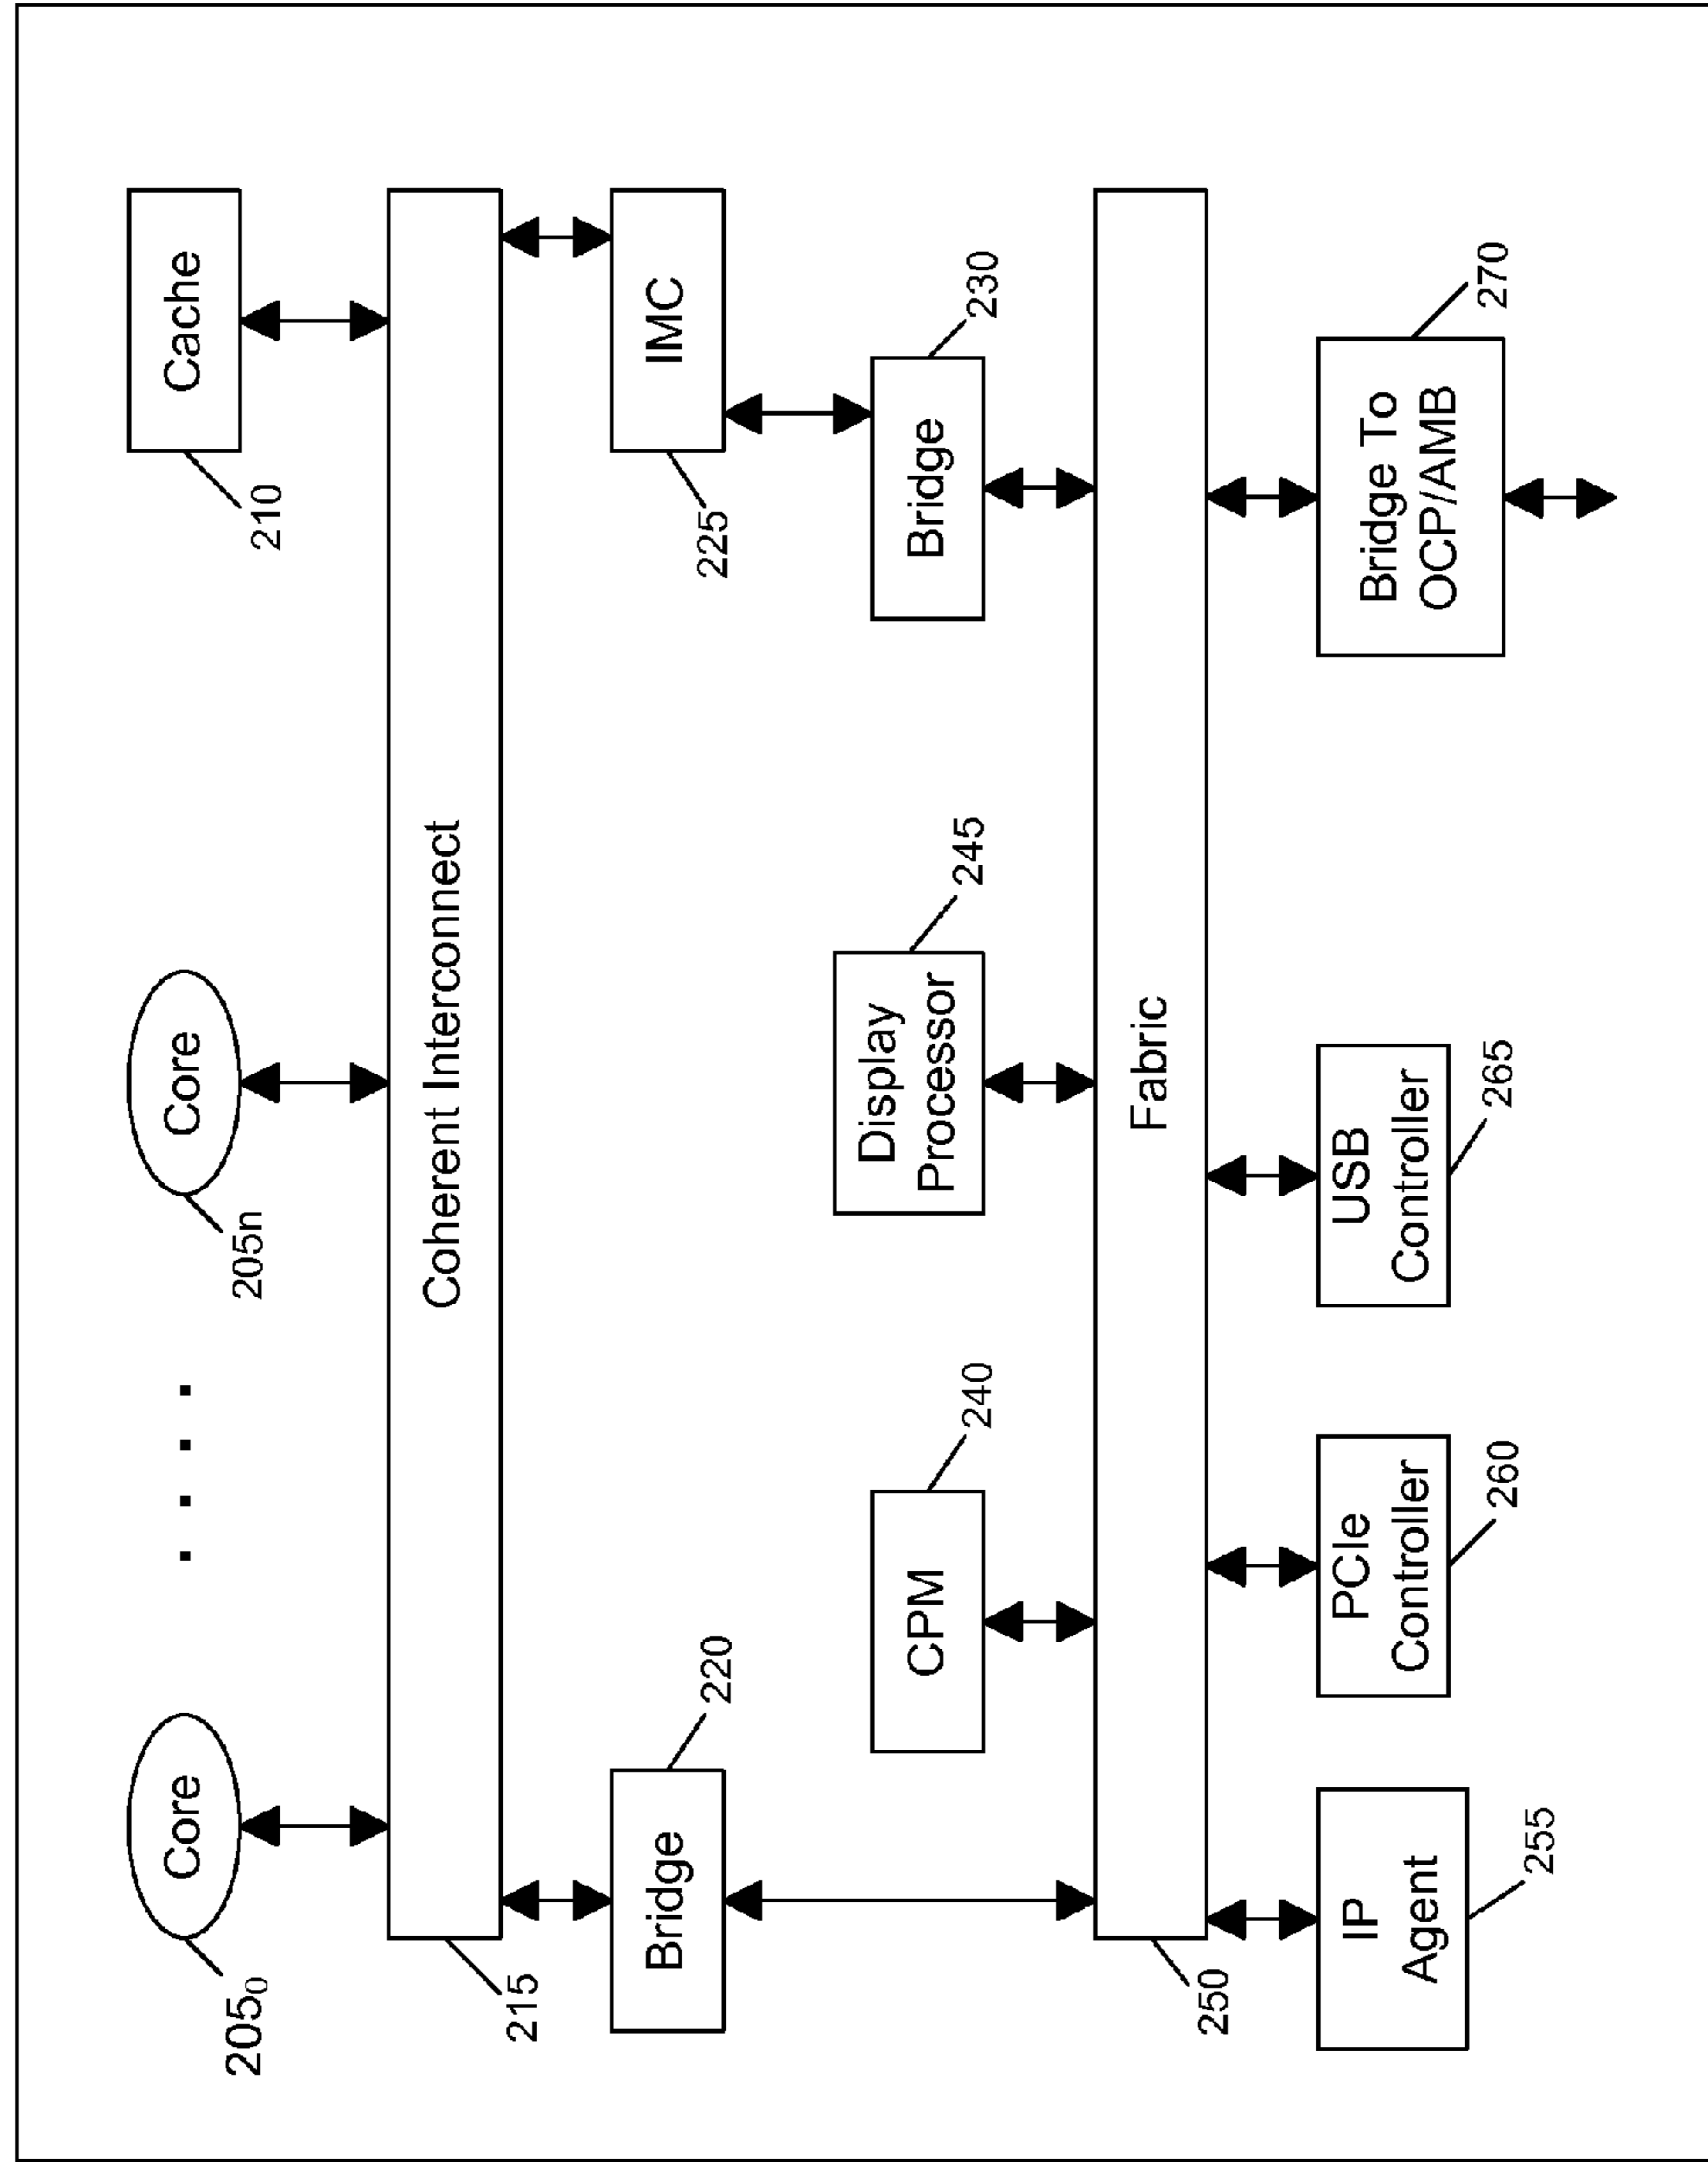 Core
205₀
Core
205n
Cache
210
Coherent Interconnect
215
Bridge
220
IMC
225
CPM
240
Display
Processor
245
Bridge
230
Fabric
250
IP
Agent
255
PCIe
Controller
260
USB
Controller
265
Bridge To
OCP/AMB
270